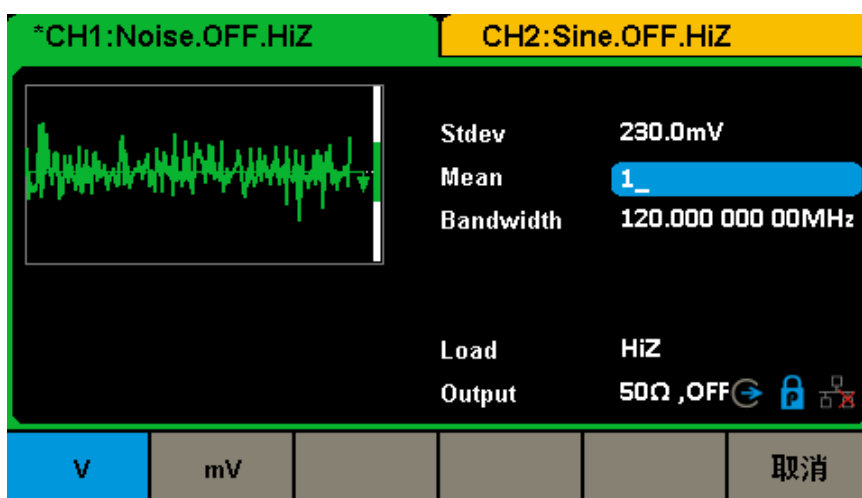 *CH1:Noise.OFF.HiZ CH2:Sine.OFF.HiZ
Stdev 230.0mV
Mean 1_
Bandwidth 120.000 000 00MHz
Load HiZ
Output 50Ω ,OFF P
V mV 取消